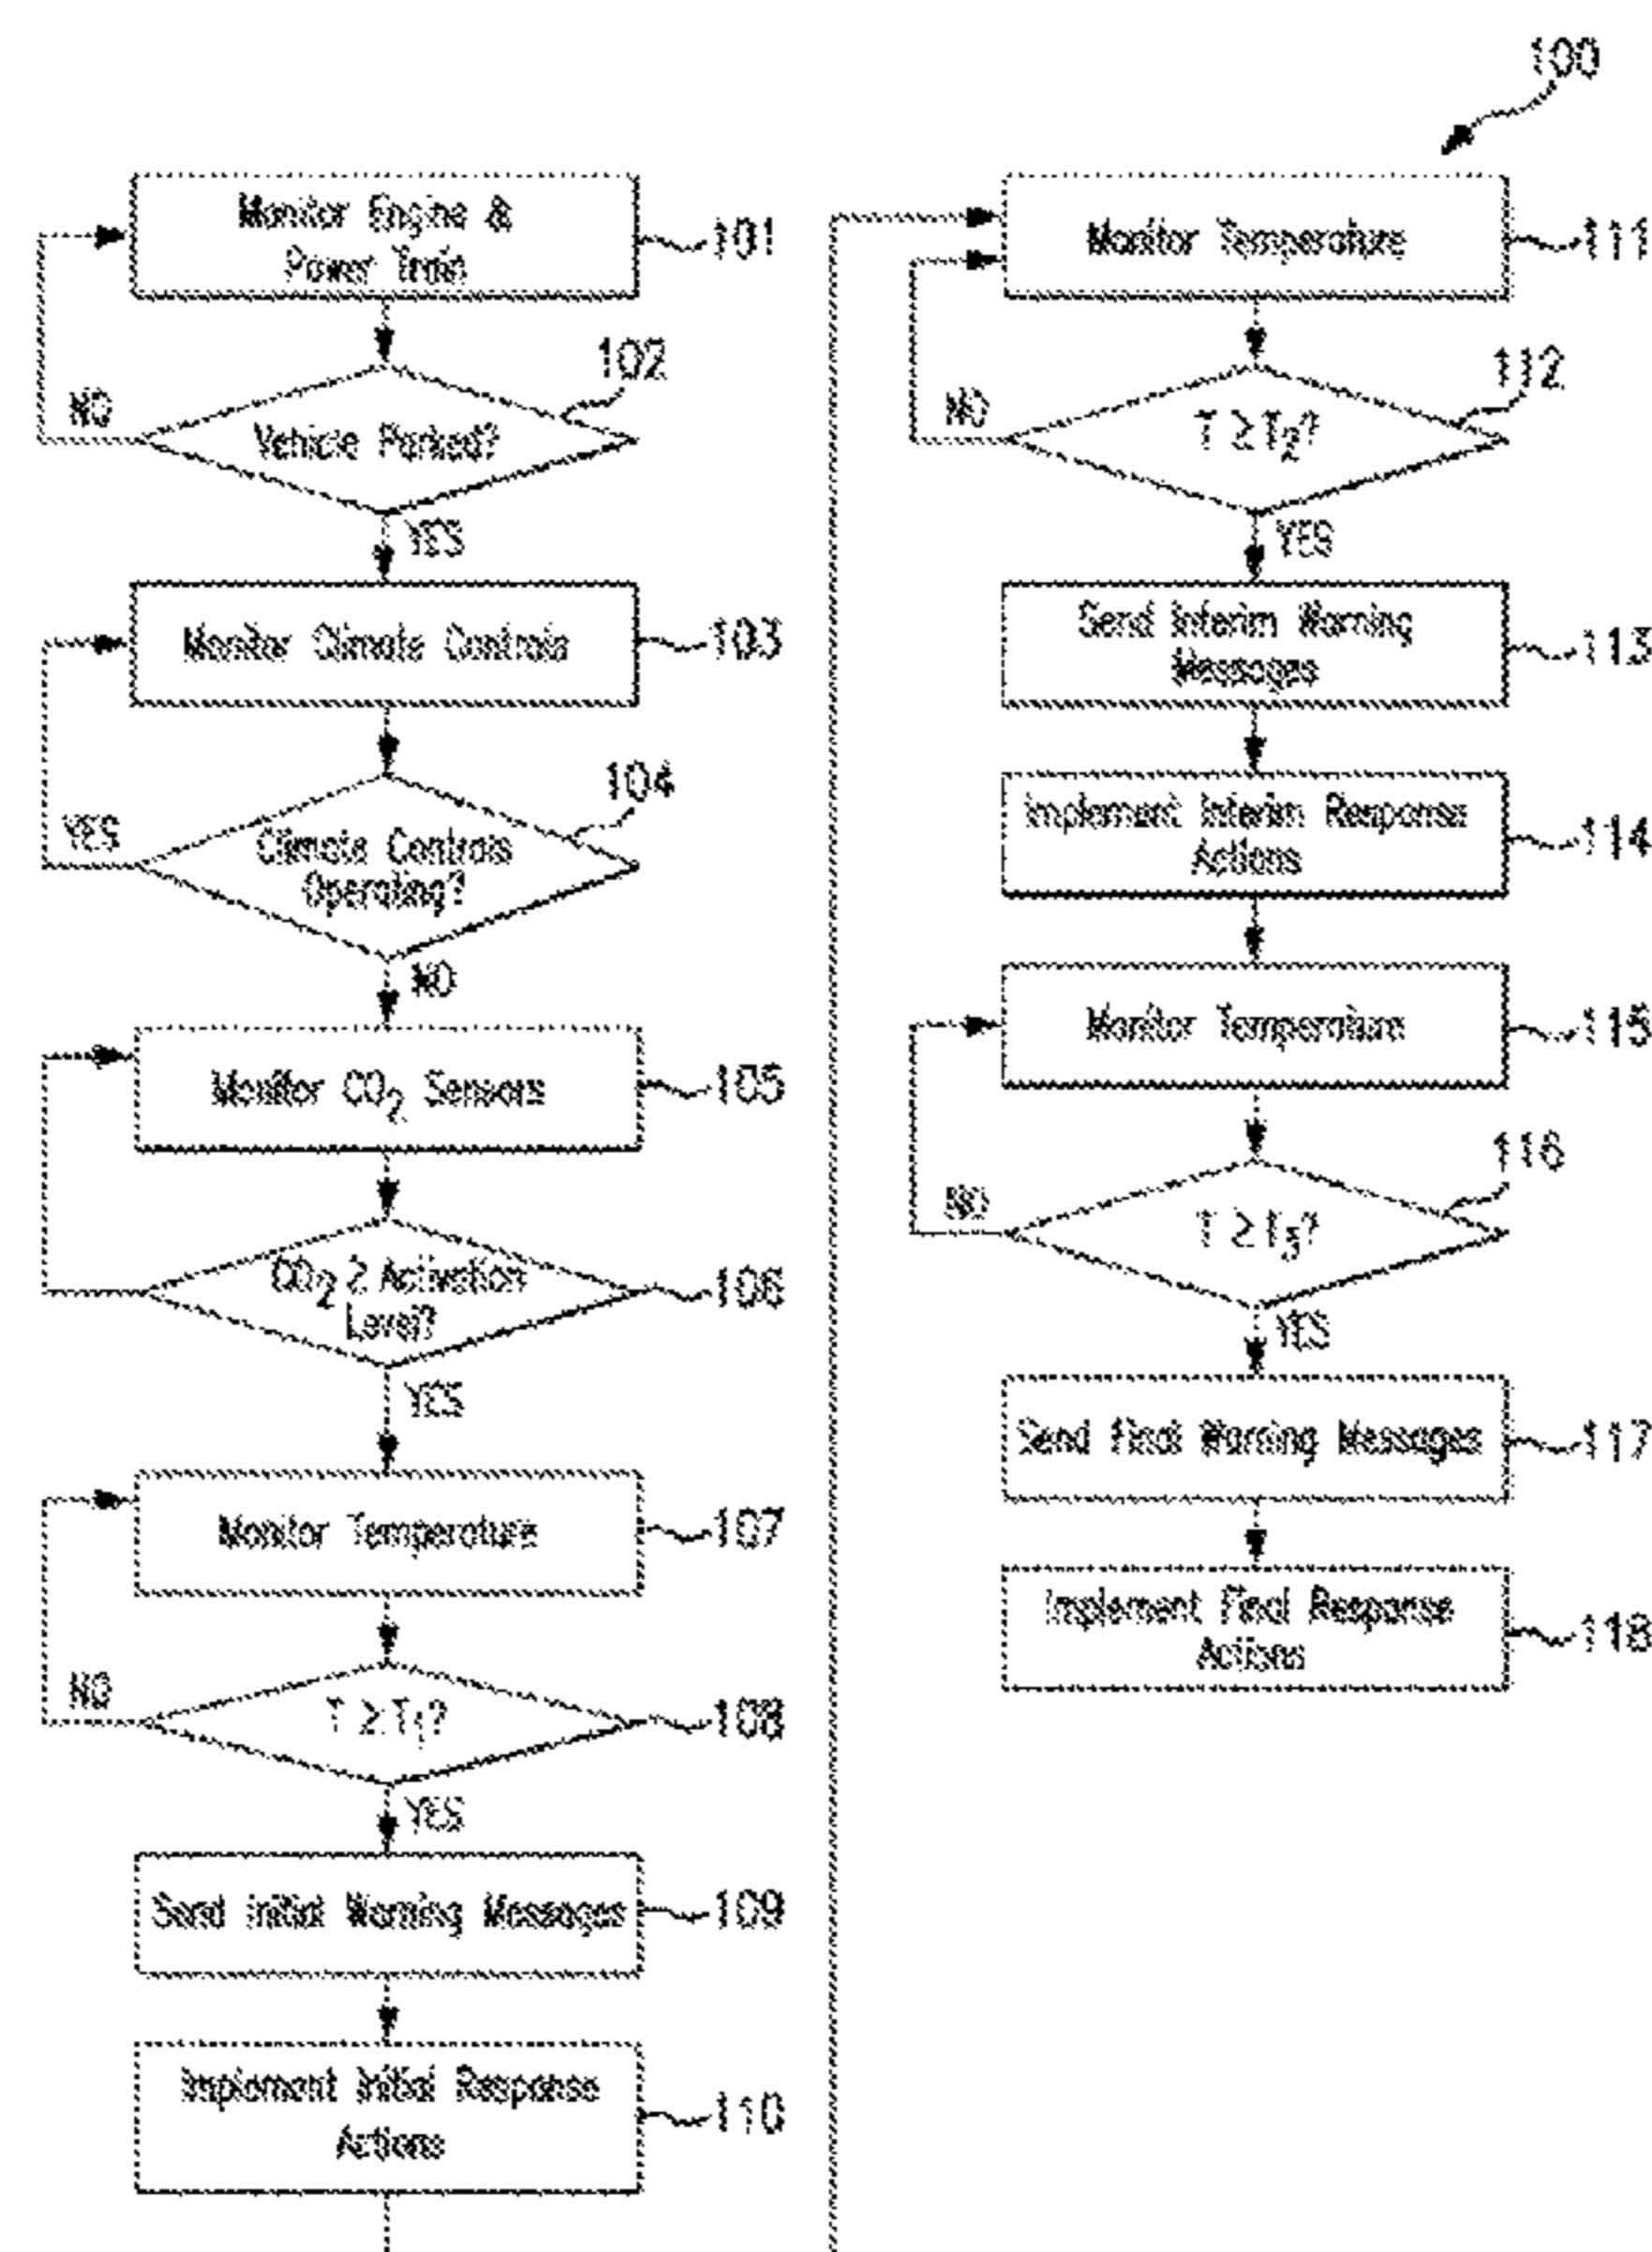 100
Monitor Engine &
Power Train
101
102
Vehicle Parked?
NO
YES
Monitor Climate Controls
103
104
Climate Controls
Operating?
YES
NO
Monitor CO2 Sensors
105
CO2 ≥ Activation
Level?
106
YES
Monitor Temperature
107
T ≥ T1?
108
NO
YES
Send Initial Warning Messages
109
Implement Initial Response
Actions
110
Monitor Temperature
111
112
T ≥ T2?
NO
YES
Send Interim Warning
Messages
113
Implement Interim Response
Actions
114
Monitor Temperature
115
116
T ≥ T3?
NO
YES
Send Final Warning Messages
117
Implement Final Response
Actions
118